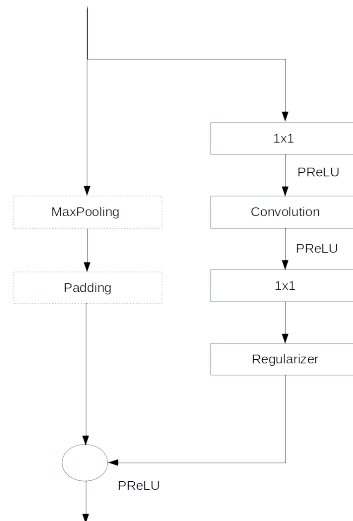 1x1
PReLU
MaxPooling
Convolution
PReLU
Padding
1x1
Regularizer
PReLU